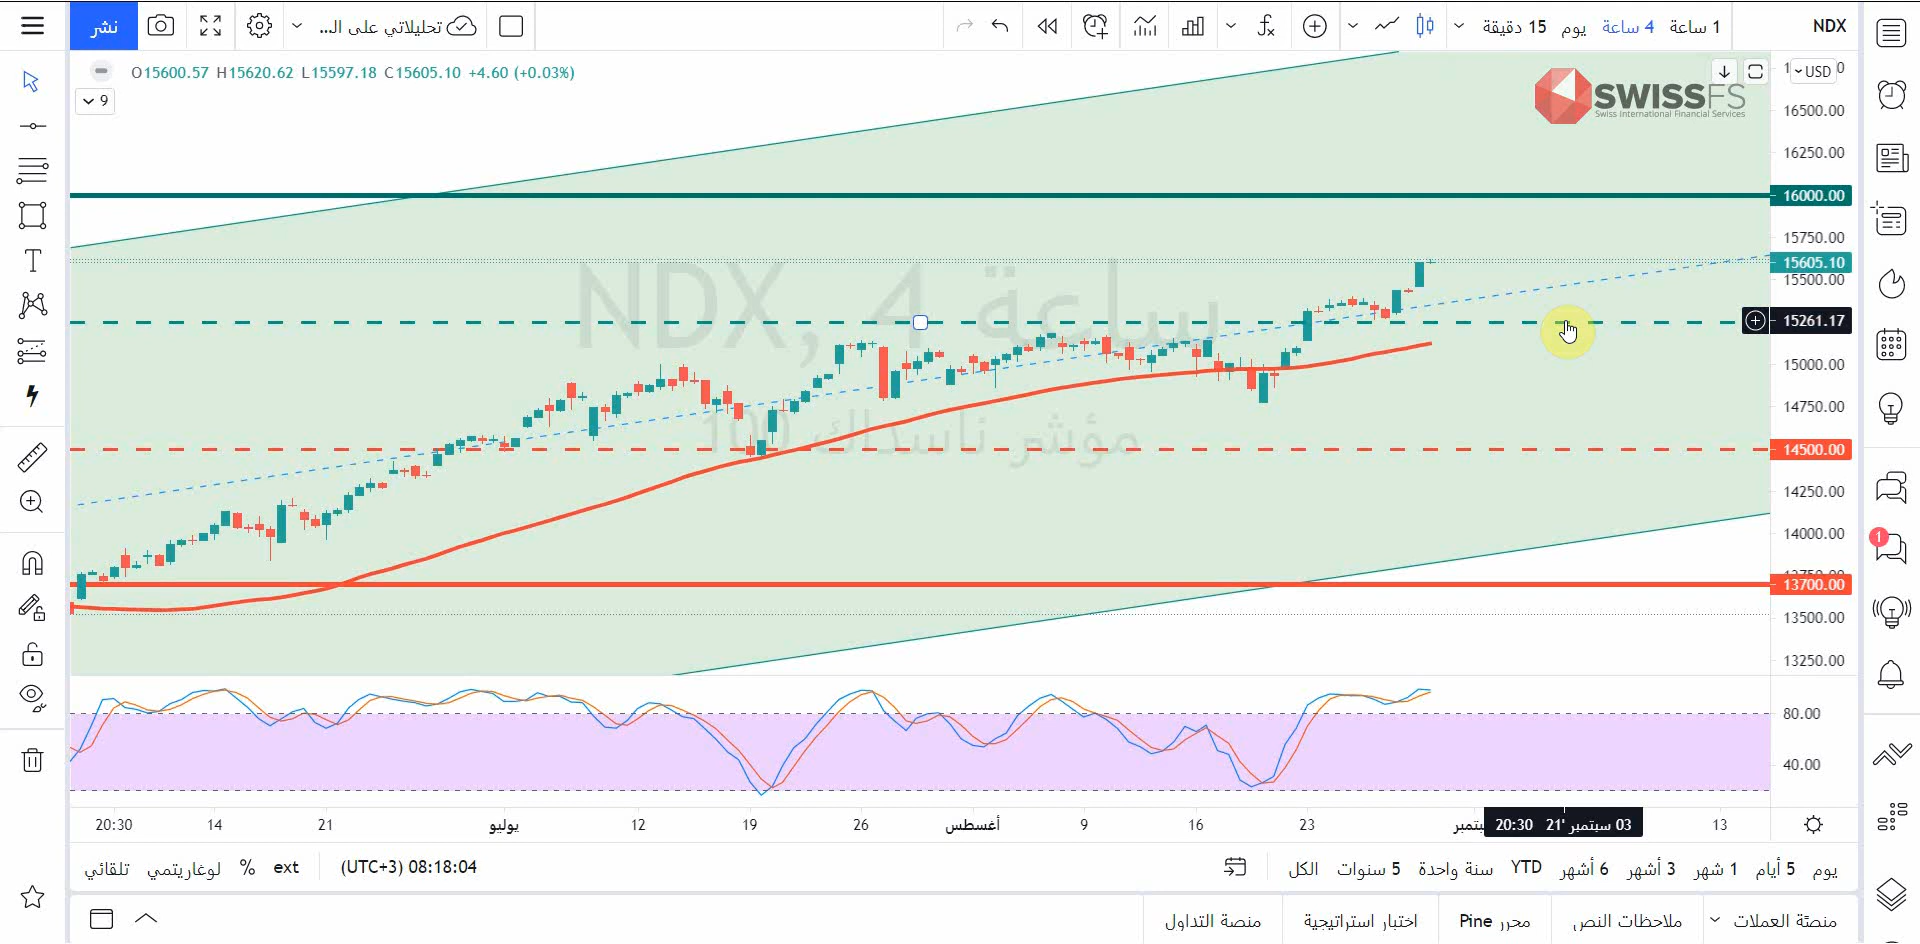 نشر
تحليلاتي على الـ...
15 دقيقة
يوم
4 ساعة
1 ساعة
NDX
O15600.57 H15620.62 L15597.18 C15605.10 +4.60 (+0.03%)
9
SWISSFS
Swiss International Financial Services
USD
NDX, 4 ساعة
مؤشر ناسداك 100
16500.00
16250.00
16000.00
15750.00
15605.10
15500.00
15261.17
15000.00
14750.00
14500.00
14250.00
14000.00
13700.00
13500.00
13250.00
80.00
40.00
1
20:30
14
21
يوليو
12
19
26
أغسطس
9
16
23
03 سبتمبر '21 20:30
13
تلقائي
لوغاريتمي
%
ext
08:18:04 (UTC+3)
الكل
5 سنوات
سنة واحدة
YTD
6 أشهر
3 أشهر
1 شهر
5 أيام
يوم
منصة التداول
اختبار استراتيجية
محرر Pine
ملاحظات النص
منصئة العملات